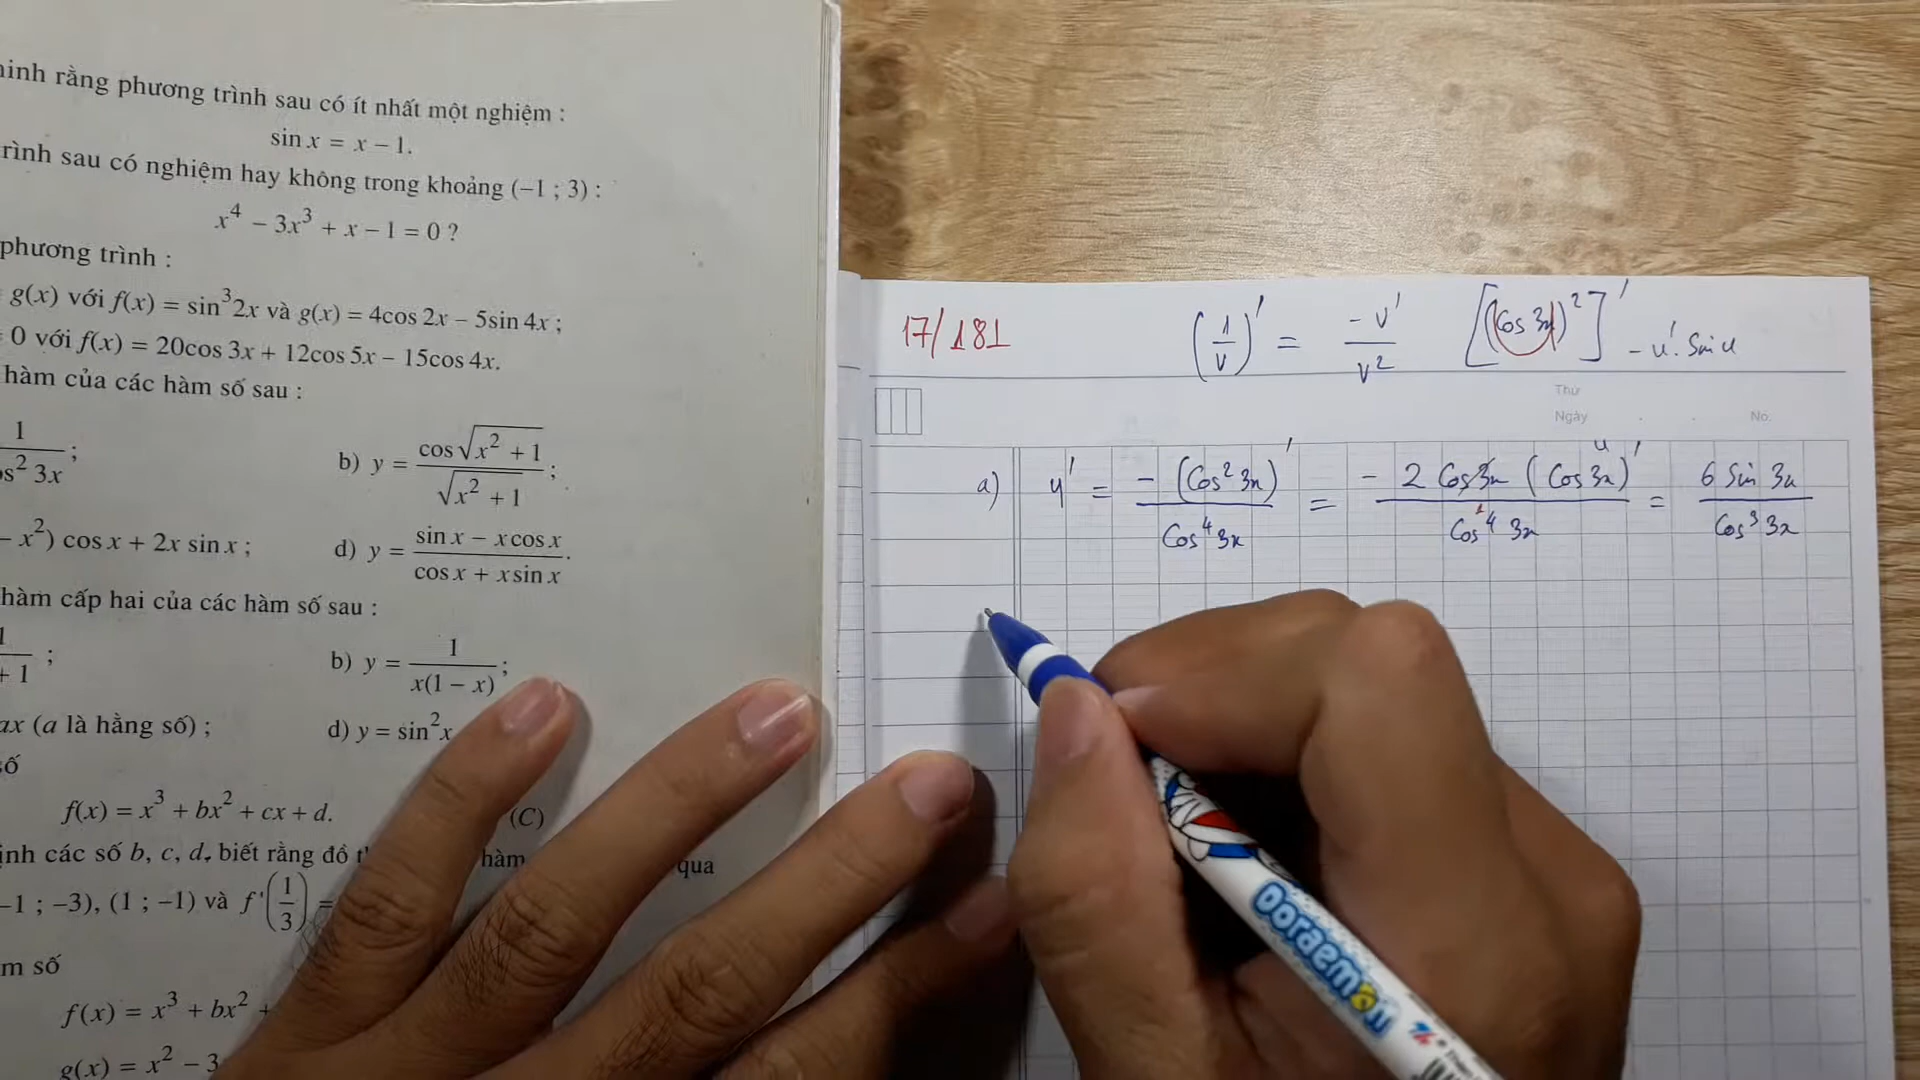 minh rằng phương trình sau có ít nhất một nghiệm :
sin x = x – 1.
rình sau có nghiệm hay không trong khoảng (–1 ; 3) :
x⁴ – 3x³ + x – 1 = 0 ?
phương trình :
g(x) với f(x) = sin³2x và g(x) = 4cos 2x – 5sin 4x ;
= 0 với f(x) = 20cos 3x + 12cos 5x – 15cos 4x.
hàm của các hàm số sau :
1/(os² 3x) ;
b) y = cos√(x² + 1) / √(x² + 1) ;
– x²) cos x + 2x sin x ;
d) y = (sin x – x cos x) / (cos x + x sin x) .
hàm cấp hai của các hàm số sau :
1/(+ 1) ;
b) y = 1/(x(1 – x)) ;
ax (a là hằng số) ;
d) y = sin²x
số
f(x) = x³ + bx² + cx + d.
(C)
ịnh các số b, c, d, biết rằng đồ hàm qua
–1 ; –3), (1 ; –1) và f'(1/3) =
m số
f(x) = x³ + bx² +
g(x) = x² – 3
17/181
(1/v)' = –v'/v²
[(Cos 3x)²]'
– u'. Sin u
Thứ
Ngày . . No.
a) y' = –(Cos² 3x)' / Cos⁴ 3x = – 2 Cos 3x (Cos 3x)' / Cos⁴ 3x = 6 Sin 3x / Cos³ 3x
u
Doraemon